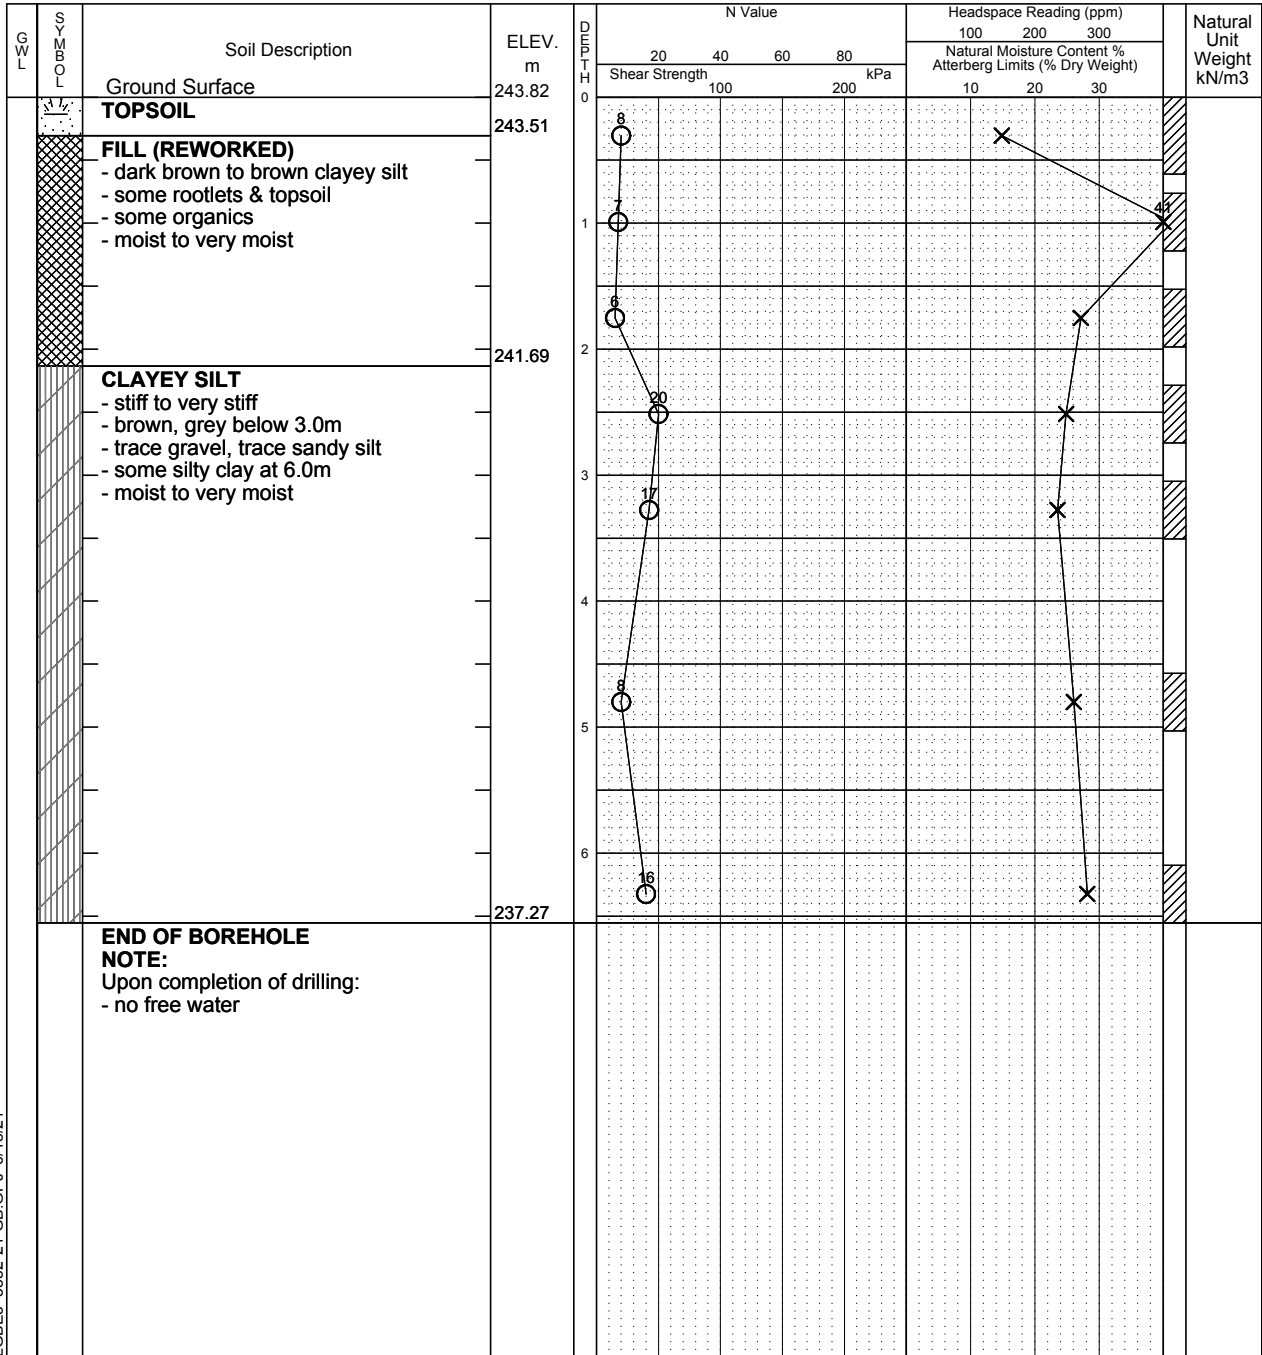 GWL
SYMBOL
Soil Description
Ground Surface
ELEV.
m
243.82
DEPTH
N Value
20 40 60 80
Shear Strength kPa
100 200
Headspace Reading (ppm)
100 200 300
Natural Moisture Content %
Atterberg Limits (% Dry Weight)
10 20 30
Natural
Unit
Weight
kN/m3
0
TOPSOIL
243.51
8
FILL (REWORKED)
- dark brown to brown clayey silt
- some rootlets & topsoil
- some organics
- moist to very moist
7
41
1
6
2
241.69
CLAYEY SILT
- stiff to very stiff
- brown, grey below 3.0m
- trace gravel, trace sandy silt
- some silty clay at 6.0m
- moist to very moist
20
3
17
4
8
5
6
16
237.27
END OF BOREHOLE
NOTE:
Upon completion of drilling:
- no free water